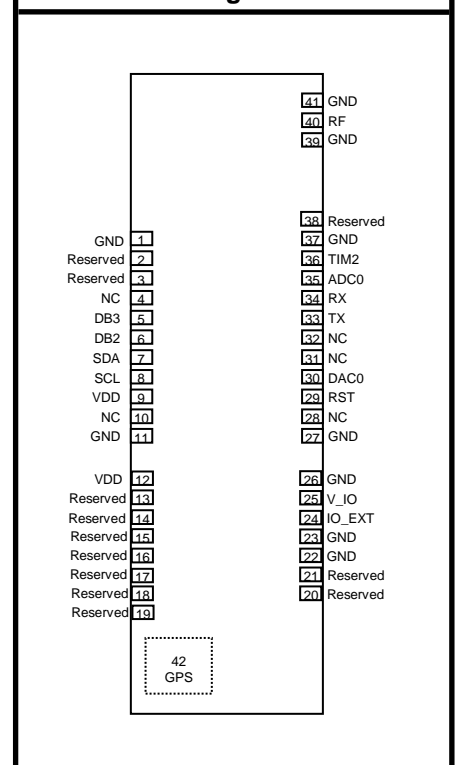 41 GND
40 RF
39 GND
38 Reserved
GND 1 37 GND
Reserved 2 36 TIM2
Reserved 3 35 ADC0
NC 4 34 RX
DB3 5 33 TX
DB2 6 32 NC
SDA 7 31 NC
SCL 8 30 DAC0
VDD 9 29 RST
NC 10 28 NC
GND 11 27 GND
VDD 12 26 GND
Reserved 13 25 V_IO
Reserved 14 24 IO_EXT
Reserved 15 23 GND
Reserved 16 22 GND
Reserved 17 21 Reserved
Reserved 18 20 Reserved
Reserved 19
42
GPS